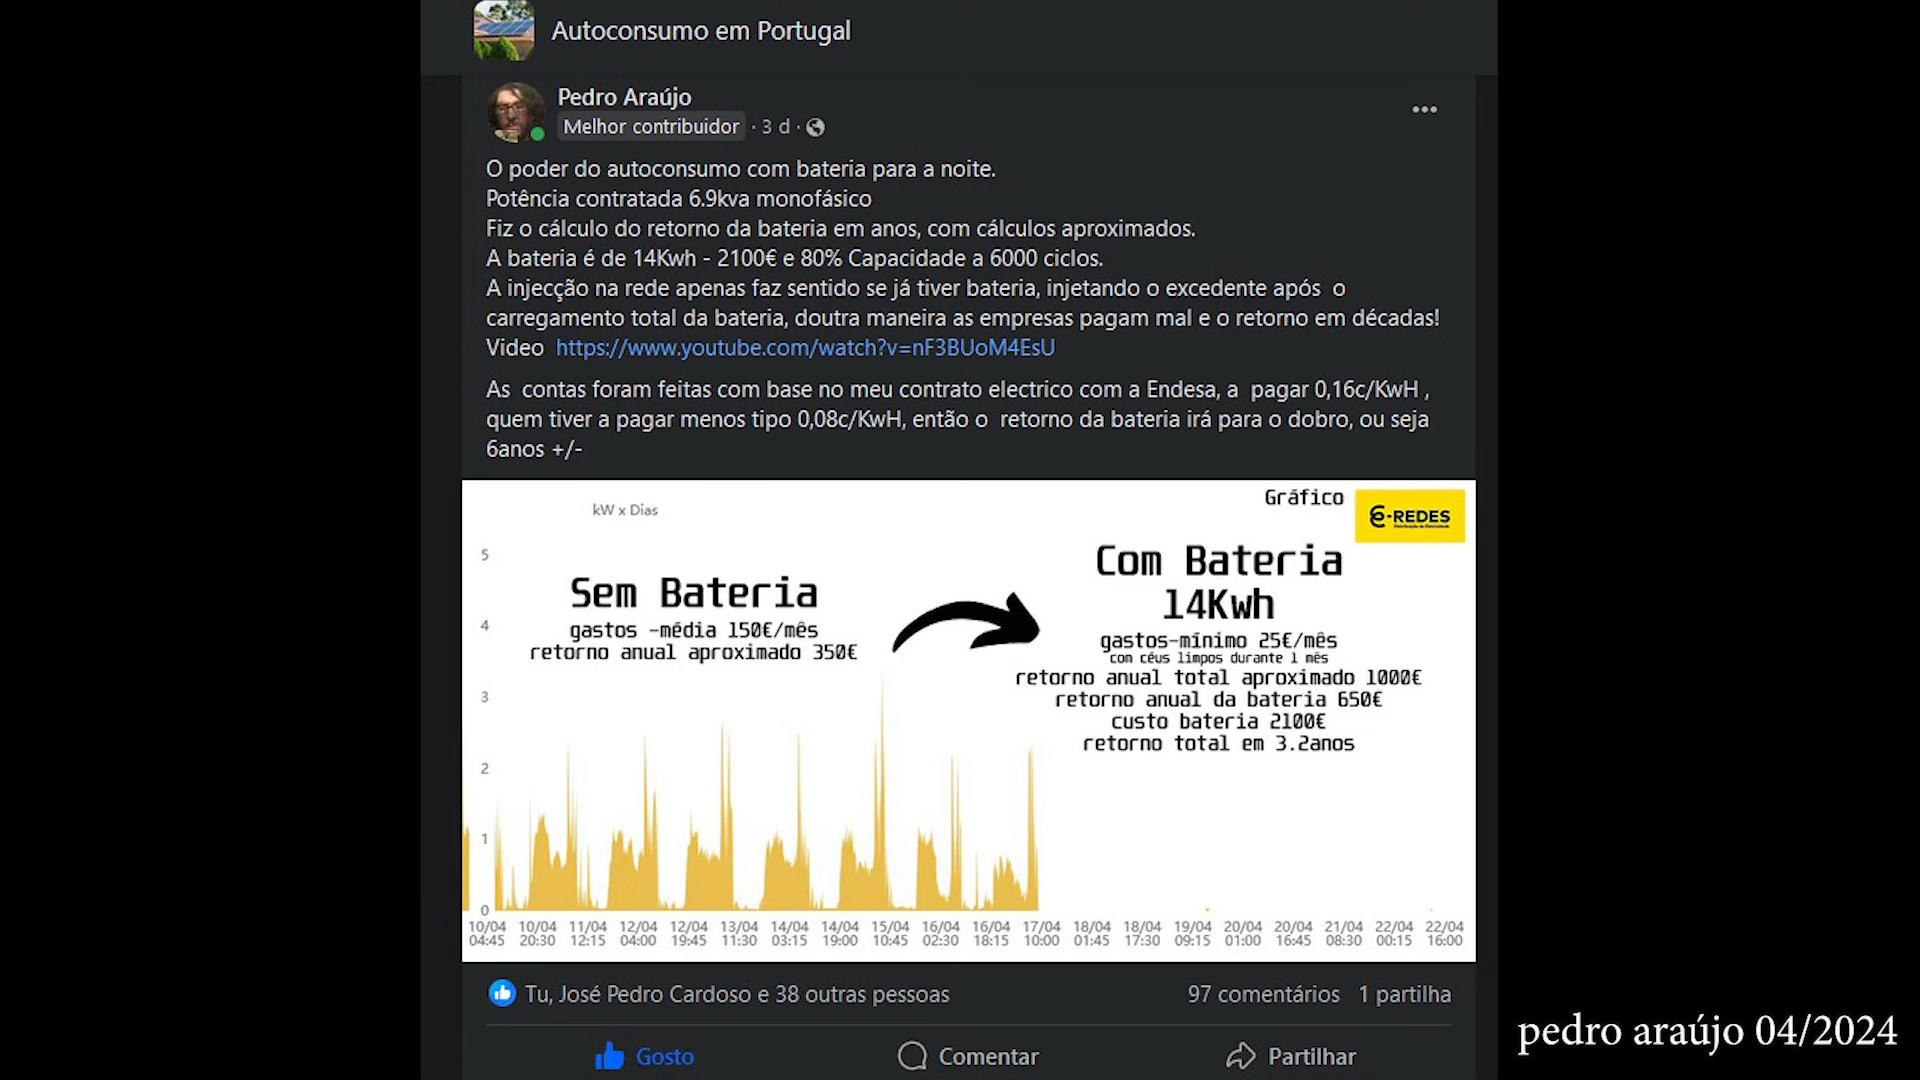 Autoconsumo em Portugal
Pedro Araújo
Melhor contribuidor · 3 d ·
O poder do autoconsumo com bateria para a noite.
Potência contratada 6.9kva monofásico
Fiz o cálculo do retorno da bateria em anos, com cálculos aproximados.
A bateria é de 14Kwh - 2100€ e 80% Capacidade a 6000 ciclos.
A injecção na rede apenas faz sentido se já tiver bateria, injetando o excedente após o
carregamento total da bateria, doutra maneira as empresas pagam mal e o retorno em décadas!
Video https://www.youtube.com/watch?v=nF3BUoM4EsU
As contas foram feitas com base no meu contrato electrico com a Endesa, a pagar 0,16c/KwH ,
quem tiver a pagar menos tipo 0,08c/KwH, então o retorno da bateria irá para o dobro, ou seja
6anos +/-
kW x Dias
Gráfico
E-REDES
Sem Bateria
gastos -média 150€/mês
retorno anual aproximado 350€
Com Bateria
14Kwh
gastos-mínimo 25€/mês
com céus limpos durante 1 mês
retorno anual total aproximado 1000€
retorno anual da bateria 650€
custo bateria 2100€
retorno total em 3.2anos
5
4
3
2
1
0
10/04 10/04 11/04 12/04 12/04 13/04 14/04 14/04 15/04 16/04 16/04 17/04 18/04 18/04 19/04 20/04 20/04 21/04 22/04 22/04
04:45 20:30 12:15 04:00 19:45 11:30 03:15 19:00 10:45 02:30 18:15 10:00 01:45 17:30 09:15 01:00 16:45 08:30 00:15 16:00
Tu, José Pedro Cardoso e 38 outras pessoas
97 comentários 1 partilha
Gosto Comentar Partilhar
pedro araújo 04/2024